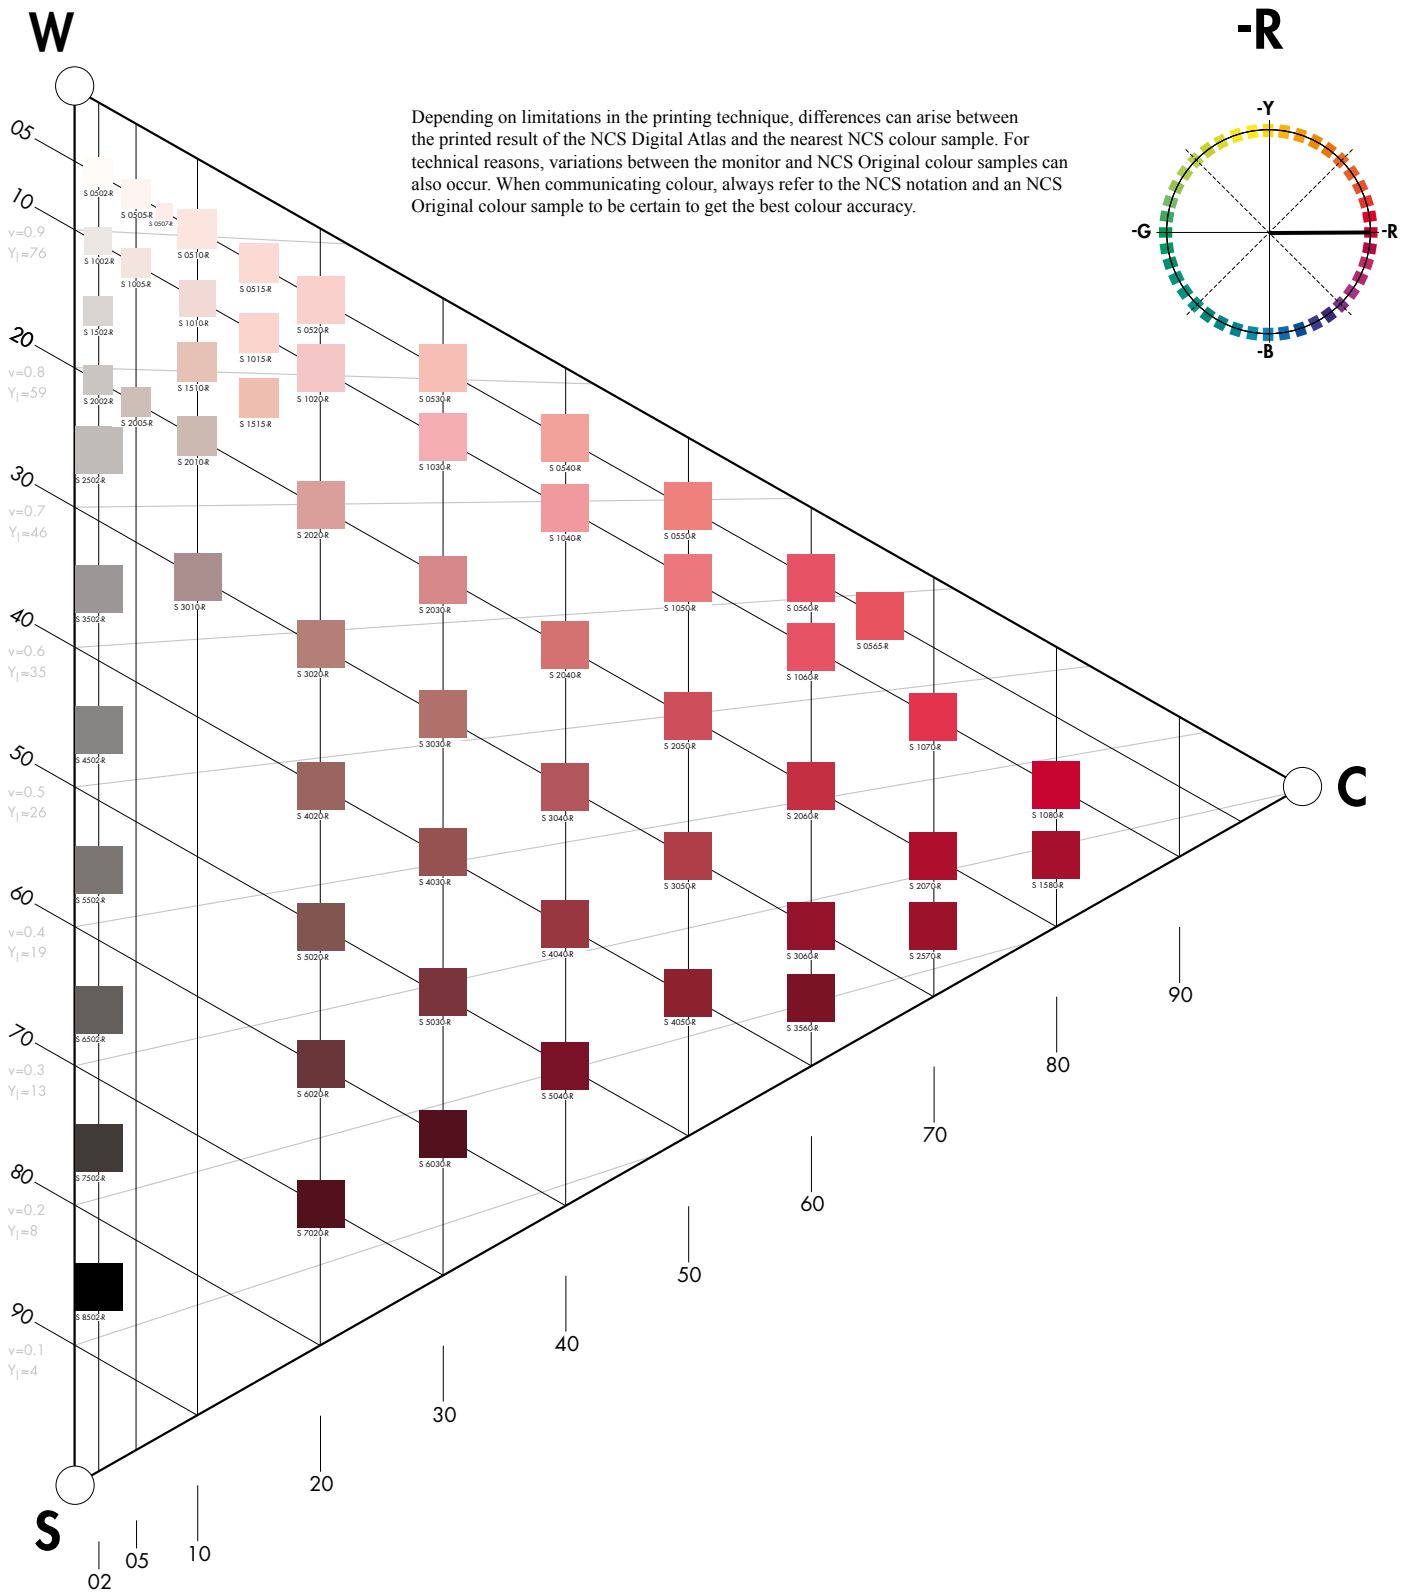 W
-R
Depending on limitations in the printing technique, differences can arise between
the printed result of the NCS Digital Atlas and the nearest NCS colour sample. For
technical reasons, variations between the monitor and NCS Original colour samples can
also occur. When communicating colour, always refer to the NCS notation and an NCS
Original colour sample to be certain to get the best colour accuracy.
-Y
-G
-R
-B
05
S 0502-R
S 0505-R
S 0507-R
S 0510-R
S 0515-R
S 0520-R
S 0530-R
S 0540-R
S 0550-R
S 0560-R
S 0565-R
10
v=0.9
Y|≈76
S 1002-R
S 1005-R
S 1010-R
S 1015-R
S 1020-R
S 1030-R
S 1040-R
S 1050-R
S 1060-R
S 1070-R
S 1080-R
S 1502-R
S 1510-R
S 1515-R
S 1580-R
20
v=0.8
Y|≈59
S 2002-R
S 2005-R
S 2010-R
S 2020-R
S 2030-R
S 2040-R
S 2050-R
S 2060-R
S 2070-R
S 2502-R
S 2570-R
30
v=0.7
Y|≈46
S 3010-R
S 3020-R
S 3030-R
S 3040-R
S 3050-R
S 3060-R
S 3502-R
S 3560-R
40
v=0.6
Y|≈35
S 4020-R
S 4030-R
S 4040-R
S 4050-R
S 4502-R
50
v=0.5
Y|≈26
S 5020-R
S 5030-R
S 5040-R
S 5502-R
60
v=0.4
Y|≈19
S 6020-R
S 6030-R
S 6502-R
70
v=0.3
Y|≈13
S 7020-R
S 7502-R
80
v=0.2
Y|≈8
S 8502-R
90
v=0.1
Y|≈4
C
S
02
05
10
20
30
40
50
60
70
80
90